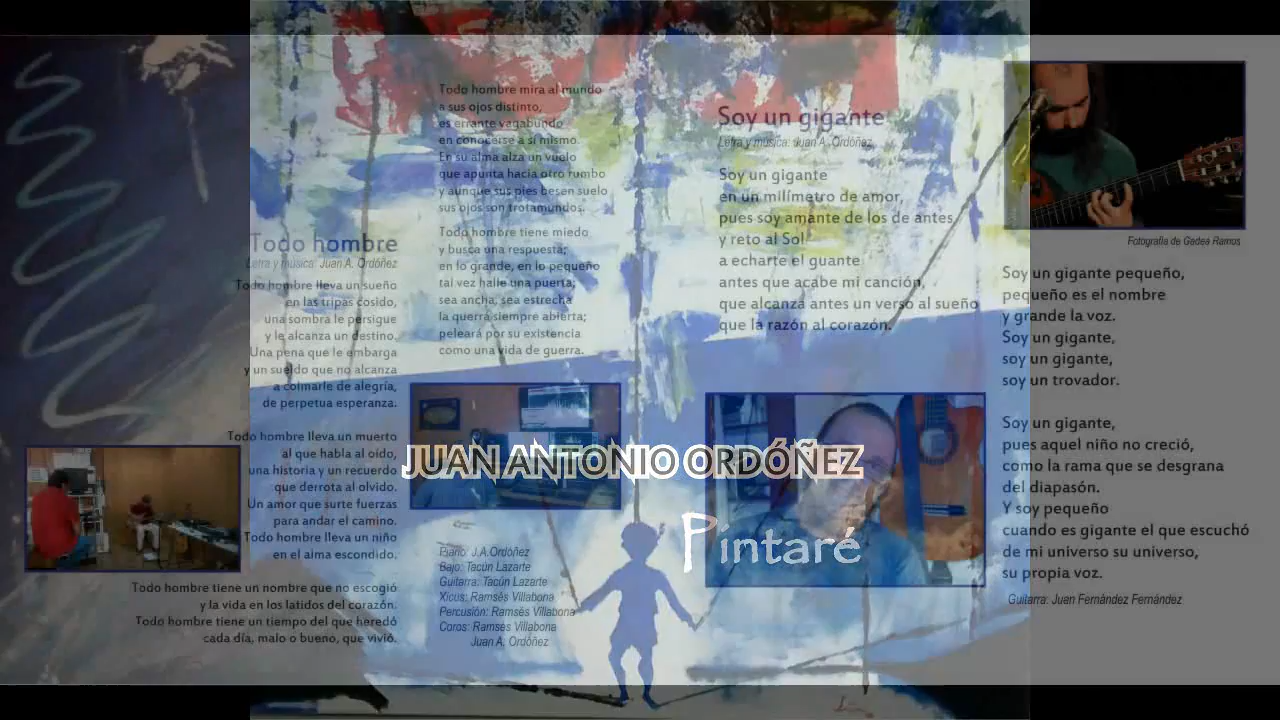 Todo hombre
Letra y música: Juan A. Ordóñez
Todo hombre lleva un sueño
en las tripas cosido,
una sombra le persigue
y le alcanza un destino.
Una pena que le embarga
y un sueldo que no alcanza
a colmarle de alegría,
de perpetua esperanza.
Todo hombre lleva un muerto
al que habla al oído,
una historia y un recuerdo
que derrota al olvido.
Un amor que surte fuerzas
para andar el camino.
Todo hombre lleva un niño
en el alma escondido.
Todo hombre tiene un nombre que no escogió
y la vida en los latidos del corazón.
Todo hombre tiene un tiempo del que heredó
cada día, malo o bueno, que vivió.
Todo hombre mira al mundo
a sus ojos distinto,
es errante vagabundo
en conocerse a sí mismo.
En su alma alza un vuelo
que apunta hacia otro rumbo
y aunque sus pies besen suelo
sus ojos son trotamundos.
Todo hombre tiene miedo
y busca una respuesta;
en lo grande, en lo pequeño
tal vez halle una puerta;
sea ancha, sea estrecha
la querrá siempre abierta;
peleará por su existencia
como una vida de guerra.
Piano: J.A.Ordóñez
Bajo: Tacún Lazarte
Guitarra: Tacún Lazarte
Xicus: Ramsés Villabona
Percusión: Ramsés Villabona
Coros: Ramsés Villabona
Juan A. Ordóñez
JUAN ANTONIO ORDÓÑEZ
Pintaré
Soy un gigante
Letra y música: Juan A. Ordóñez
Soy un gigante
en un milímetro de amor,
pues soy amante de los de antes
y reto al Sol
a echarte el guante
antes que acabe mi canción,
que alcanza antes un verso al sueño
que la razón al corazón.
Fotografía de Gadea Ramos
Soy un gigante pequeño,
pequeño es el nombre
y grande la voz.
Soy un gigante,
soy un gigante,
soy un trovador.
Soy un gigante,
pues aquel niño no creció,
como la rama que se desgrana
del diapasón.
Y soy pequeño
cuando es gigante el que escuchó
de mi universo su universo,
su propia voz.
Guitarra: Juan Fernández Fernández